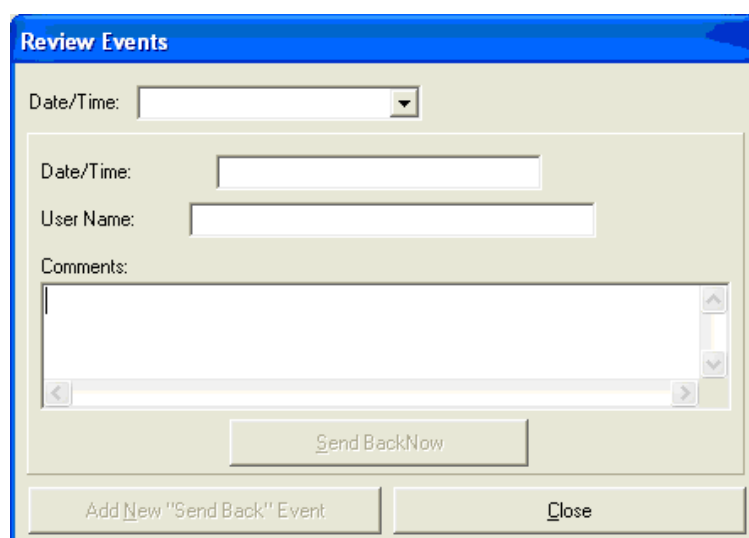 Review Events
Date/Time:
Date/Time:
User Name:
Comments:
Send BackNow
Add New "Send Back" Event
Close